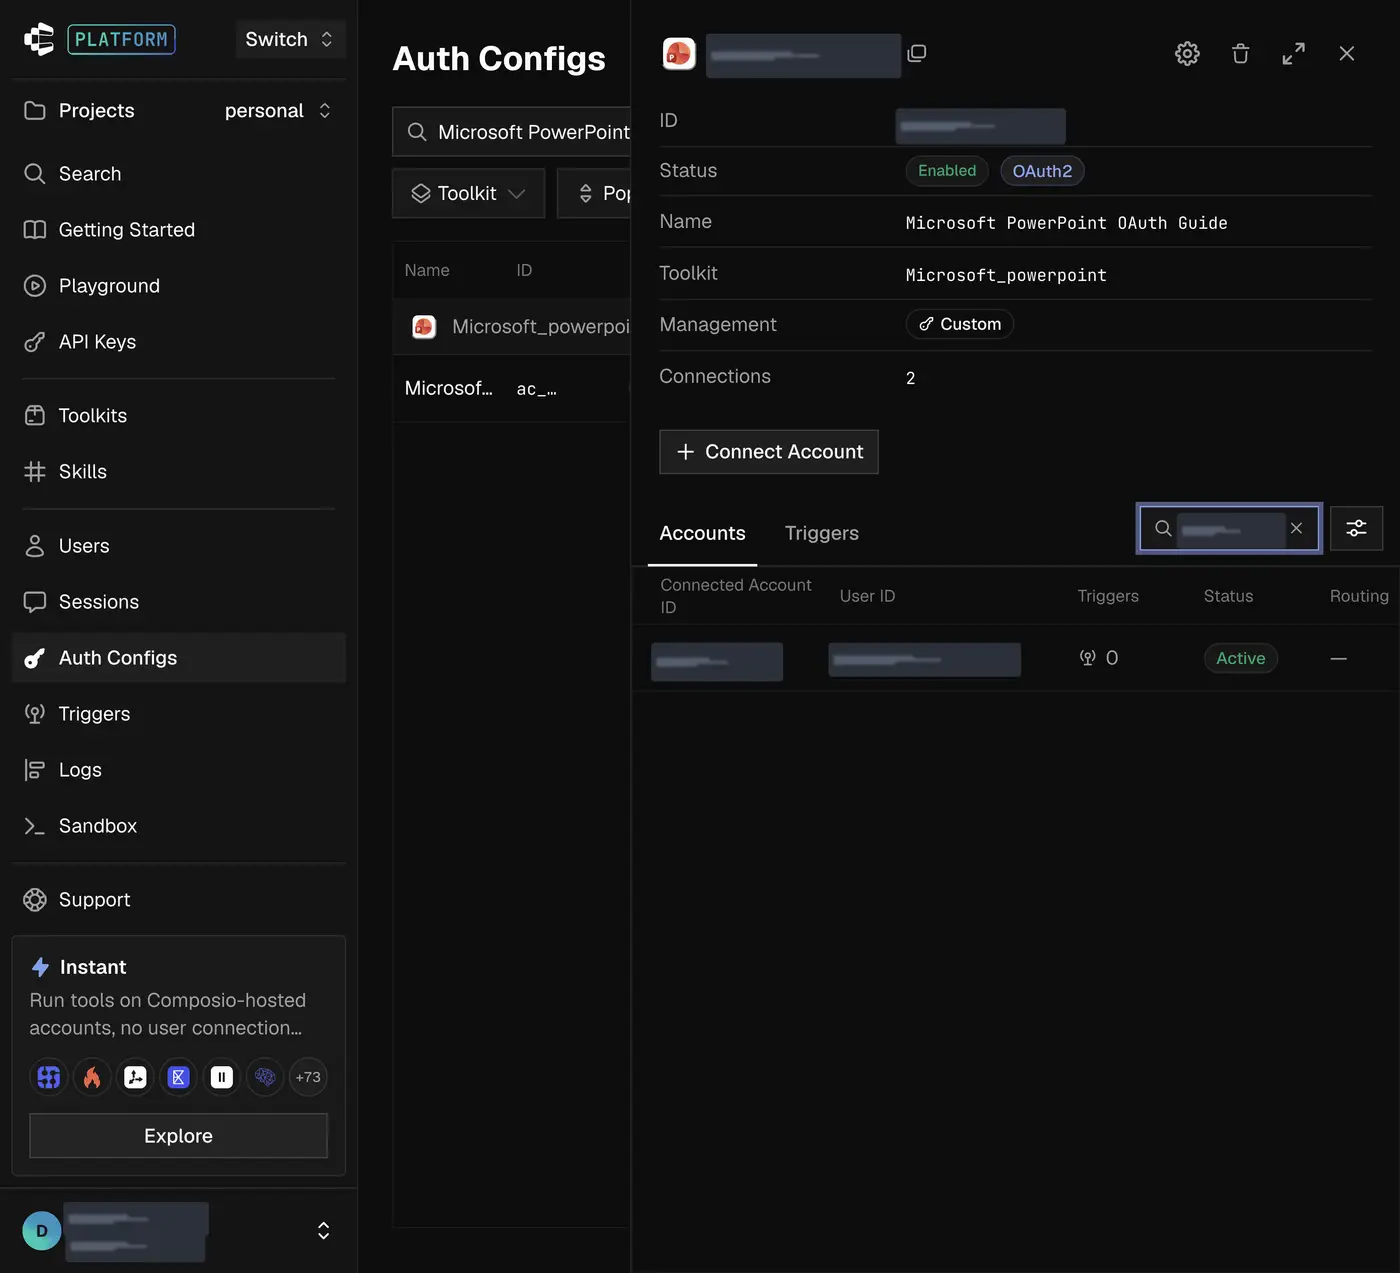 PLATFORM
Switch
Projects
personal
Search
Getting Started
Playground
API Keys
Toolkits
Skills
Users
Sessions
Auth Configs
Triggers
Logs
Sandbox
Support
Instant
Run tools on Composio-hosted
accounts, no user connection...
+73
Explore
D
Auth Configs
Microsoft PowerPoint
Toolkit
Pop
Name ID
Microsoft_powerpoi
Microsof... ac_...
ID
Status Enabled OAuth2
Name Microsoft PowerPoint OAuth Guide
Toolkit Microsoft_powerpoint
Management Custom
Connections 2
Connect Account
Accounts Triggers
Connected Account
ID
User ID Triggers Status Routing
0 Active —